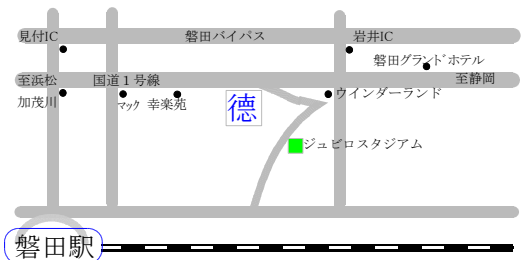 見付IC
磐田バイパス
岩井IC
磐田グランドホテル
至浜松
国道１号線
至静岡
加茂川
マック
幸楽苑
德
ウインダーランド
ジュビロスタジアム
磐田駅